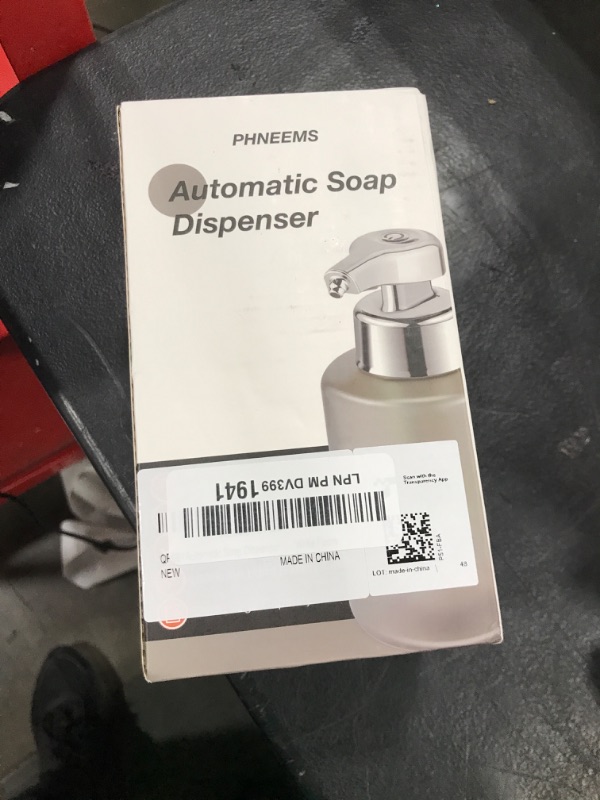 PHNEEMS
Automatic Soap
Dispenser
LPN PM DV399 1941
Scan with the
Transparency App
MADE IN CHINA
NEW
LOT: made-in-china